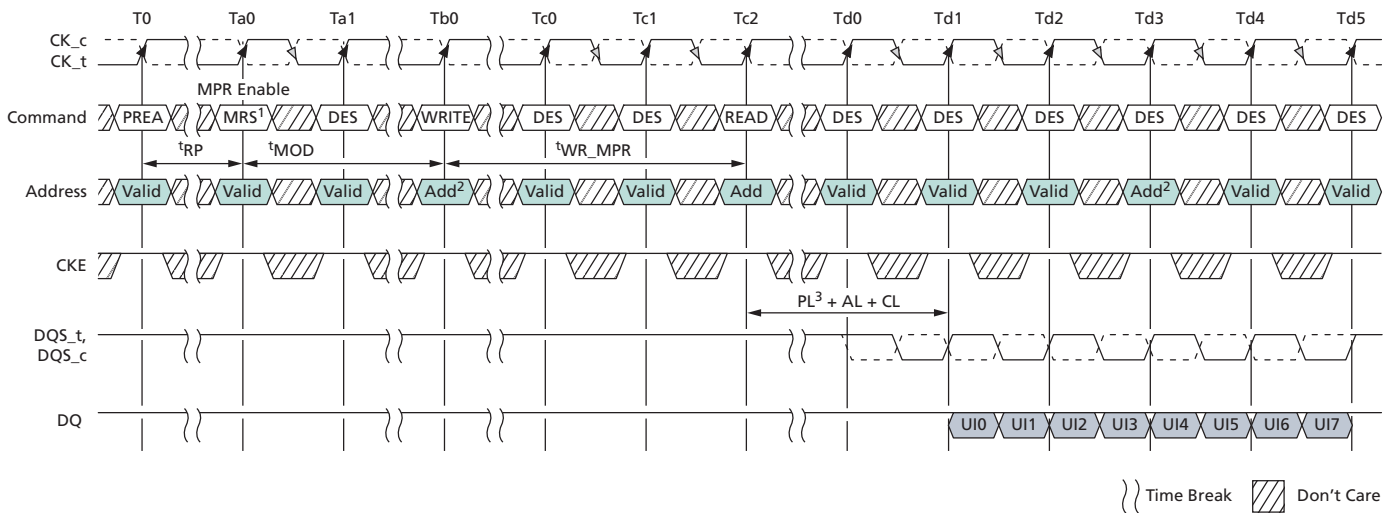 T0 Ta0 Ta1 Tb0 Tc0 Tc1 Tc2 Td0 Td1 Td2 Td3 Td4 Td5
CK_c
CK_t
MPR Enable
Command PREA MRS1 DES WRITE DES DES READ DES DES DES DES DES DES
tRP tMOD tWR_MPR
Address Valid Valid Valid Add2 Valid Valid Add Valid Valid Valid Add2 Valid Valid
CKE
PL3 + AL + CL
DQS_t,
DQS_c
DQ UI0 UI1 UI2 UI3 UI4 UI5 UI6 UI7
Time Break Don't Care